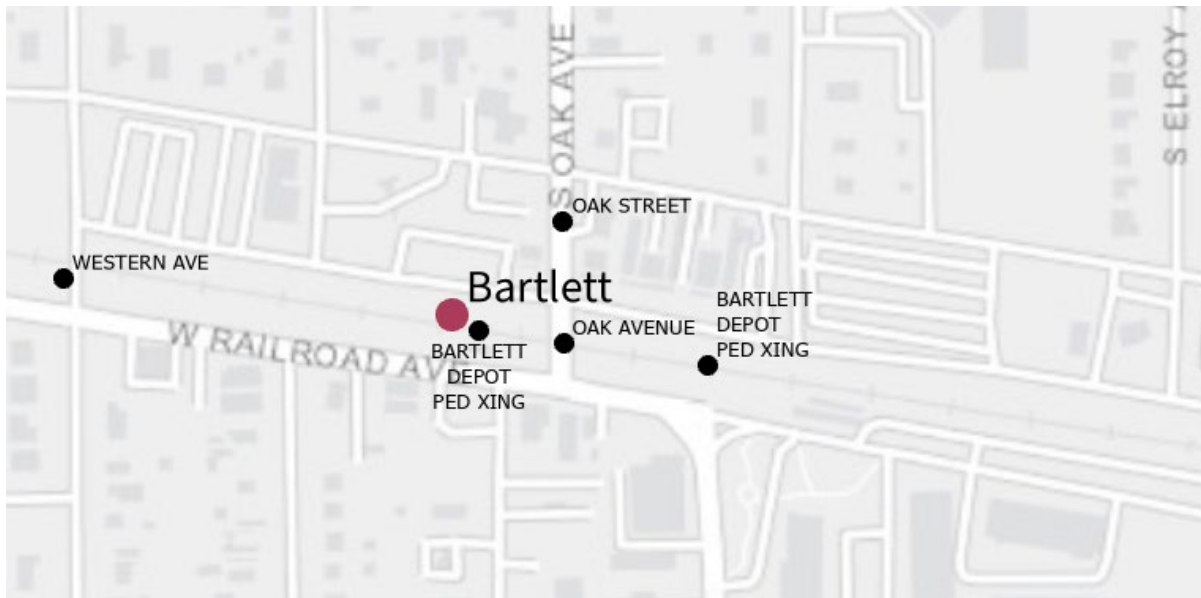 S OAK AVE
S ELROY
OAK STREET
WESTERN AVE
Bartlett
BARTLETT
DEPOT
PED XING
OAK AVENUE
BARTLETT
DEPOT
PED XING
W RAILROAD AVE